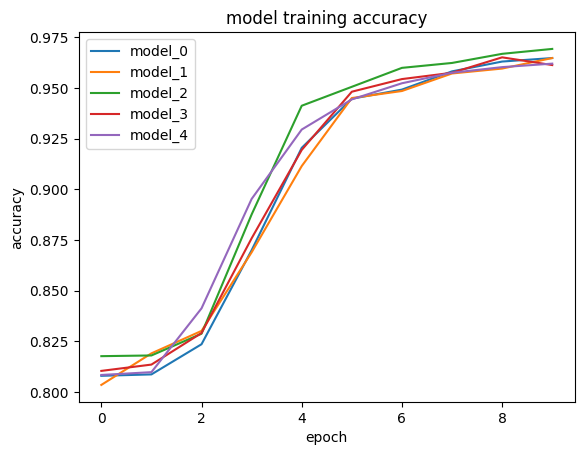 model training accuracy
0.975
0.950
0.925
0.900
0.875
0.850
0.825
0.800
accuracy
model_0
model_1
model_2
model_3
model_4
0 2 4 6 8
epoch